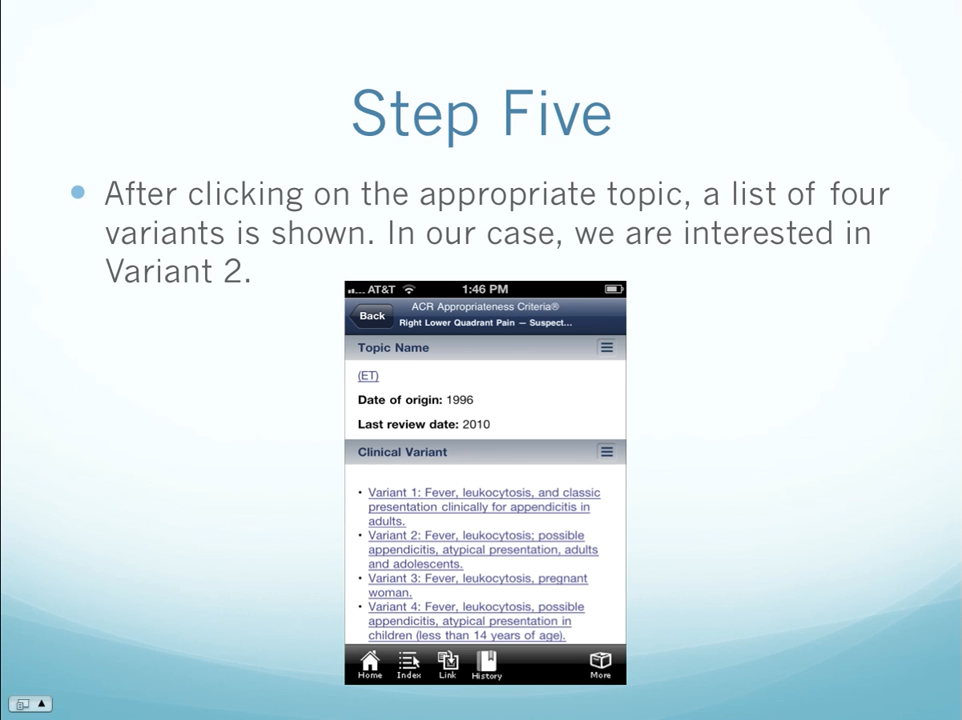 Step Five
• After clicking on the appropriate topic, a list of four
variants is shown. In our case, we are interested in
Variant 2.
AT&T 1:46 PM
ACR Appropriateness Criteria®
Back
Right Lower Quadrant Pain — Suspect...
Topic Name
(ET)
Date of origin: 1996
Last review date: 2010
Clinical Variant
• Variant 1: Fever, leukocytosis, and classic
presentation clinically for appendicitis in
adults.
• Variant 2: Fever, leukocytosis; possible
appendicitis, atypical presentation, adults
and adolescents.
• Variant 3: Fever, leukocytosis, pregnant
woman.
• Variant 4: Fever, leukocytosis, possible
appendicitis, atypical presentation in
children (less than 14 years of age).
Home Index Link History More